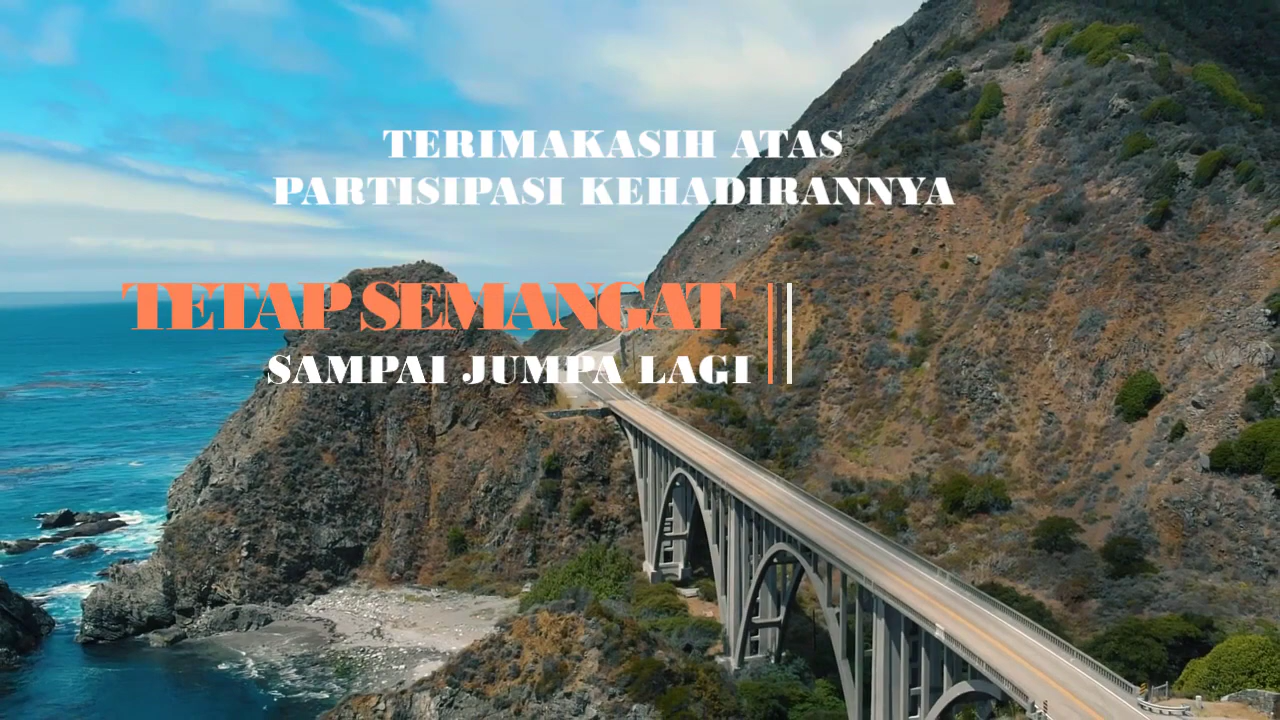 TERIMAKASIH ATAS
PARTISIPASI KEHADIRANNYA
TETAP SEMANGAT
SAMPAI JUMPA LAGI